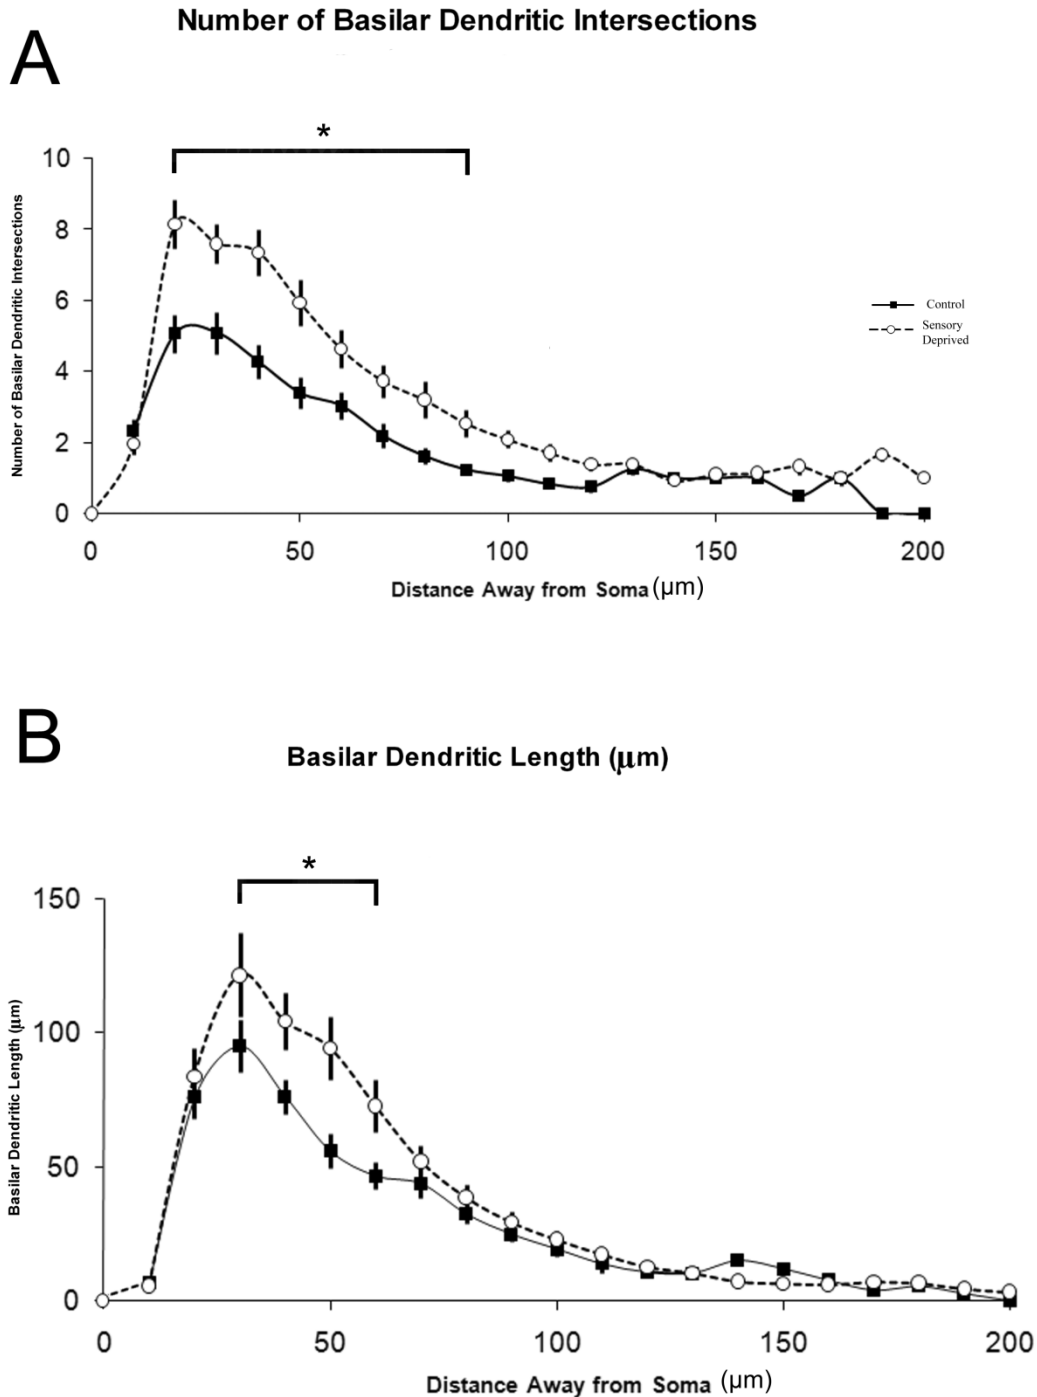 Number of Basilar Dendritic Intersections
A
*
10
8
6
4
2
0
Number of Basilar Dendritic Intersections
Control
Sensory
Deprived
0 50 100 150 200
Distance Away from Soma (μm)
B
Basilar Dendritic Length (μm)
*
150
100
50
0
Basilar Dendritic Length (μm)
0 50 100 150 200
Distance Away from Soma (μm)